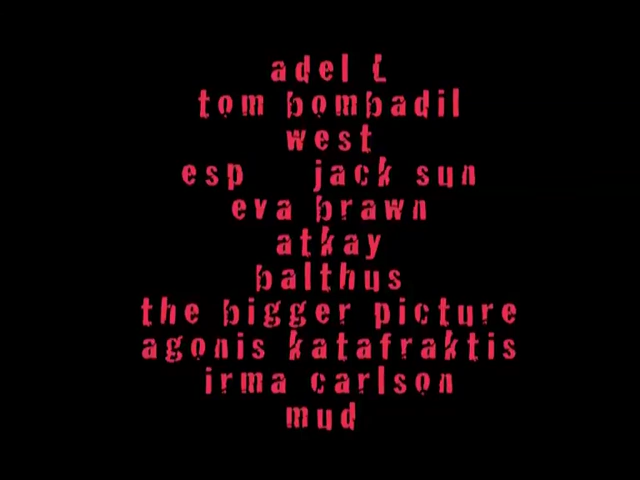 adel L
tom bombadil
west
esp jack sun
eva brawn
atkay
balthus
the bigger picture
agonis katafraktis
irma carlson
mud